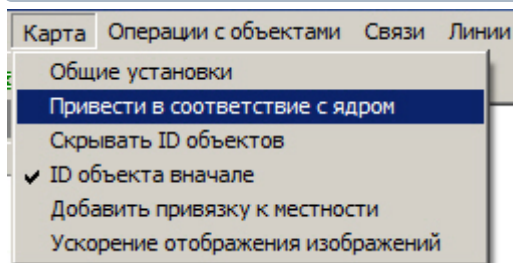 Карта Операции с объектами Связи Линии
Общие установки
Привести в соответствие с ядром
Скрывать ID объектов
ID объекта вначале
Добавить привязку к местности
Ускорение отображения изображений